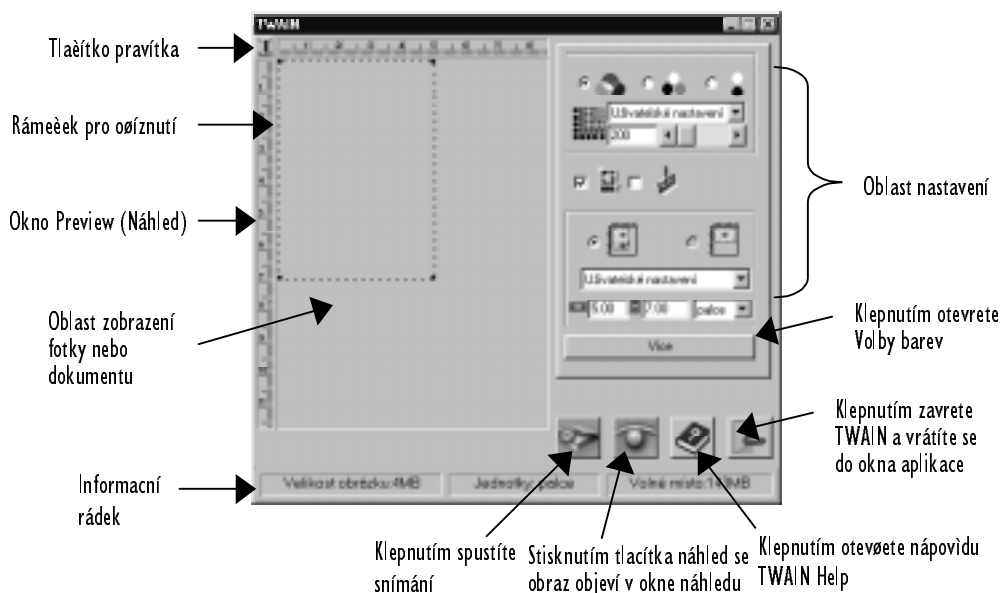 TWAIN
Tlaèítko pravítka
Rámeèek pro oøíznutí
Uživatelské nastavení
200
Okno Preview (Náhled)
Oblast nastavení
Uživatelské nastavení
5.00 7.00 palce
Oblast zobrazení
fotky nebo
dokumentu
Více
Klepnutím otevrete
Volby barev
Klepnutím zavrete
TWAIN a vrátíte se
do okna aplikace
Informacní
rádek
Velikost obrázku:4MB Jednotky: palce Volné místo:
Klepnutím spustíte
snímání
Stisknutím tlacítka náhled se
obraz objeví v okne náhledu
Klepnutím otevøete nápovìdu
TWAIN Help